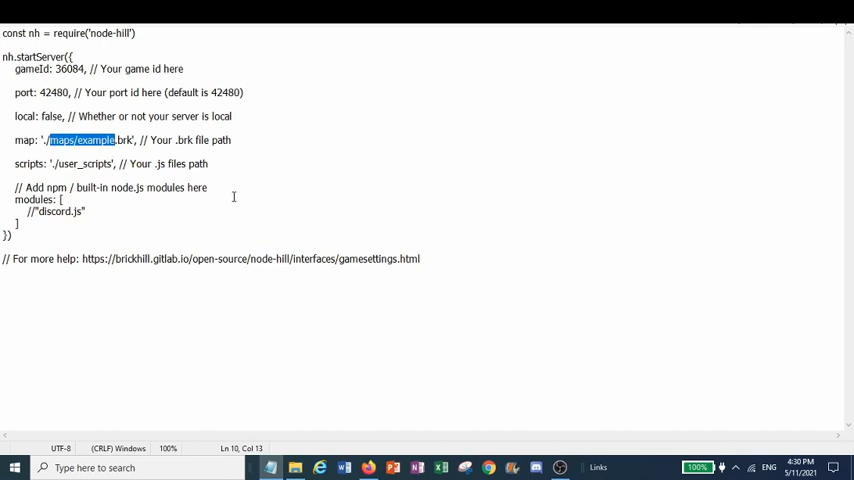 const nh = require('node-hill')
nh.startServer({
gameId: 36084, // Your game id here
port: 42480, // Your port id here (default is 42480)
local: false, // Whether or not your server is local
map: './maps/example.brk', // Your .brk file path
scripts: './user_scripts', // Your .js files path
// Add npm / built-in node.js modules here
modules: [
//"discord.js"
]
})
// For more help: https://brickhill.gitlab.io/open-source/node-hill/interfaces/gamesettings.html
UTF-8 (CRLF) Windows 100% Ln 10, Col 13
Type here to search Links 100% ENG 4:30 PM
5/11/2021